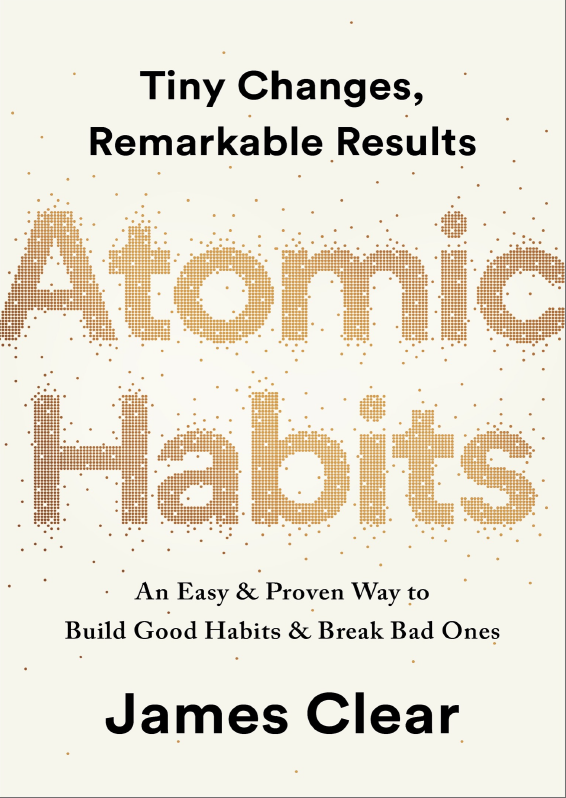 Tiny Changes,
Remarkable Results
Atomic
Habits
An Easy & Proven Way to
Build Good Habits & Break Bad Ones
James Clear